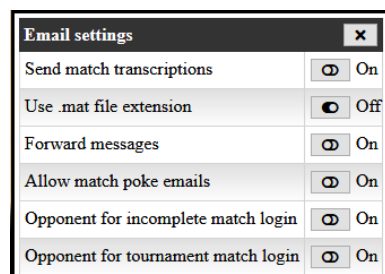 Email settings
Send match transcriptions On
Use .mat file extension Off
Forward messages On
Allow match poke emails On
Opponent for incomplete match login On
Opponent for tournament match login On